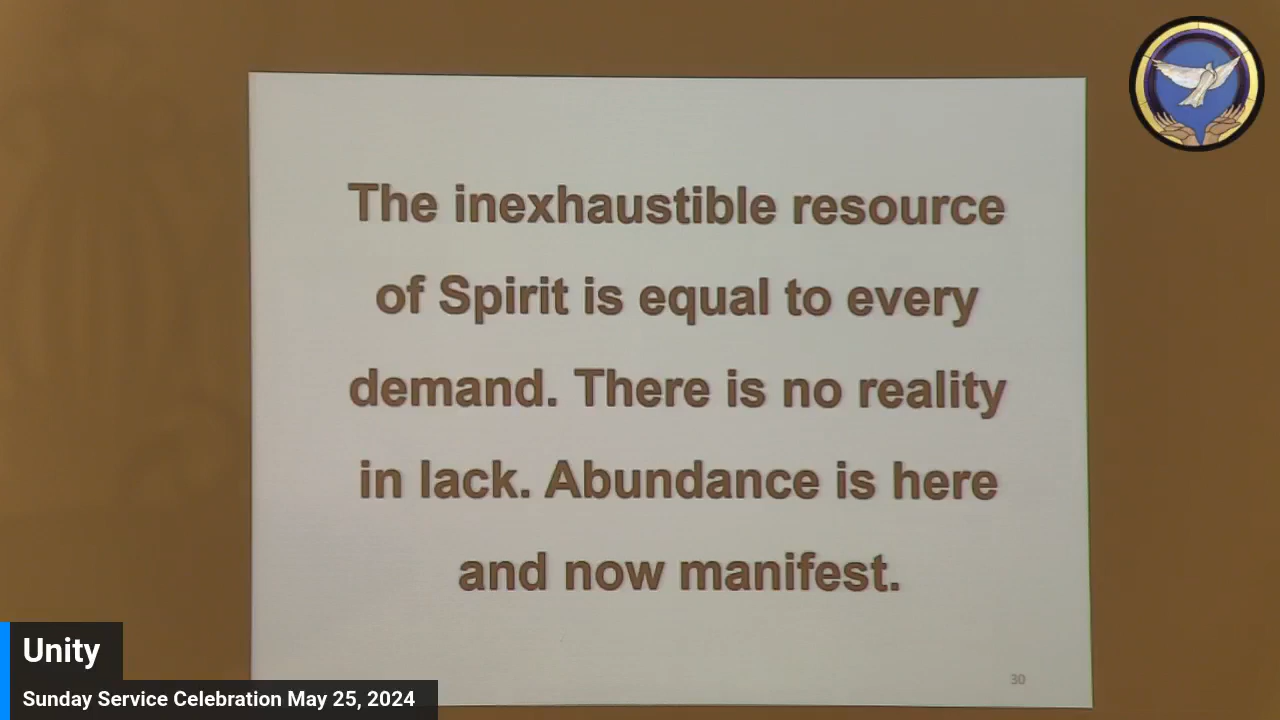 The inexhaustible resource
of Spirit is equal to every
demand. There is no reality
in lack. Abundance is here
and now manifest.
30
Unity
Sunday Service Celebration May 25, 2024